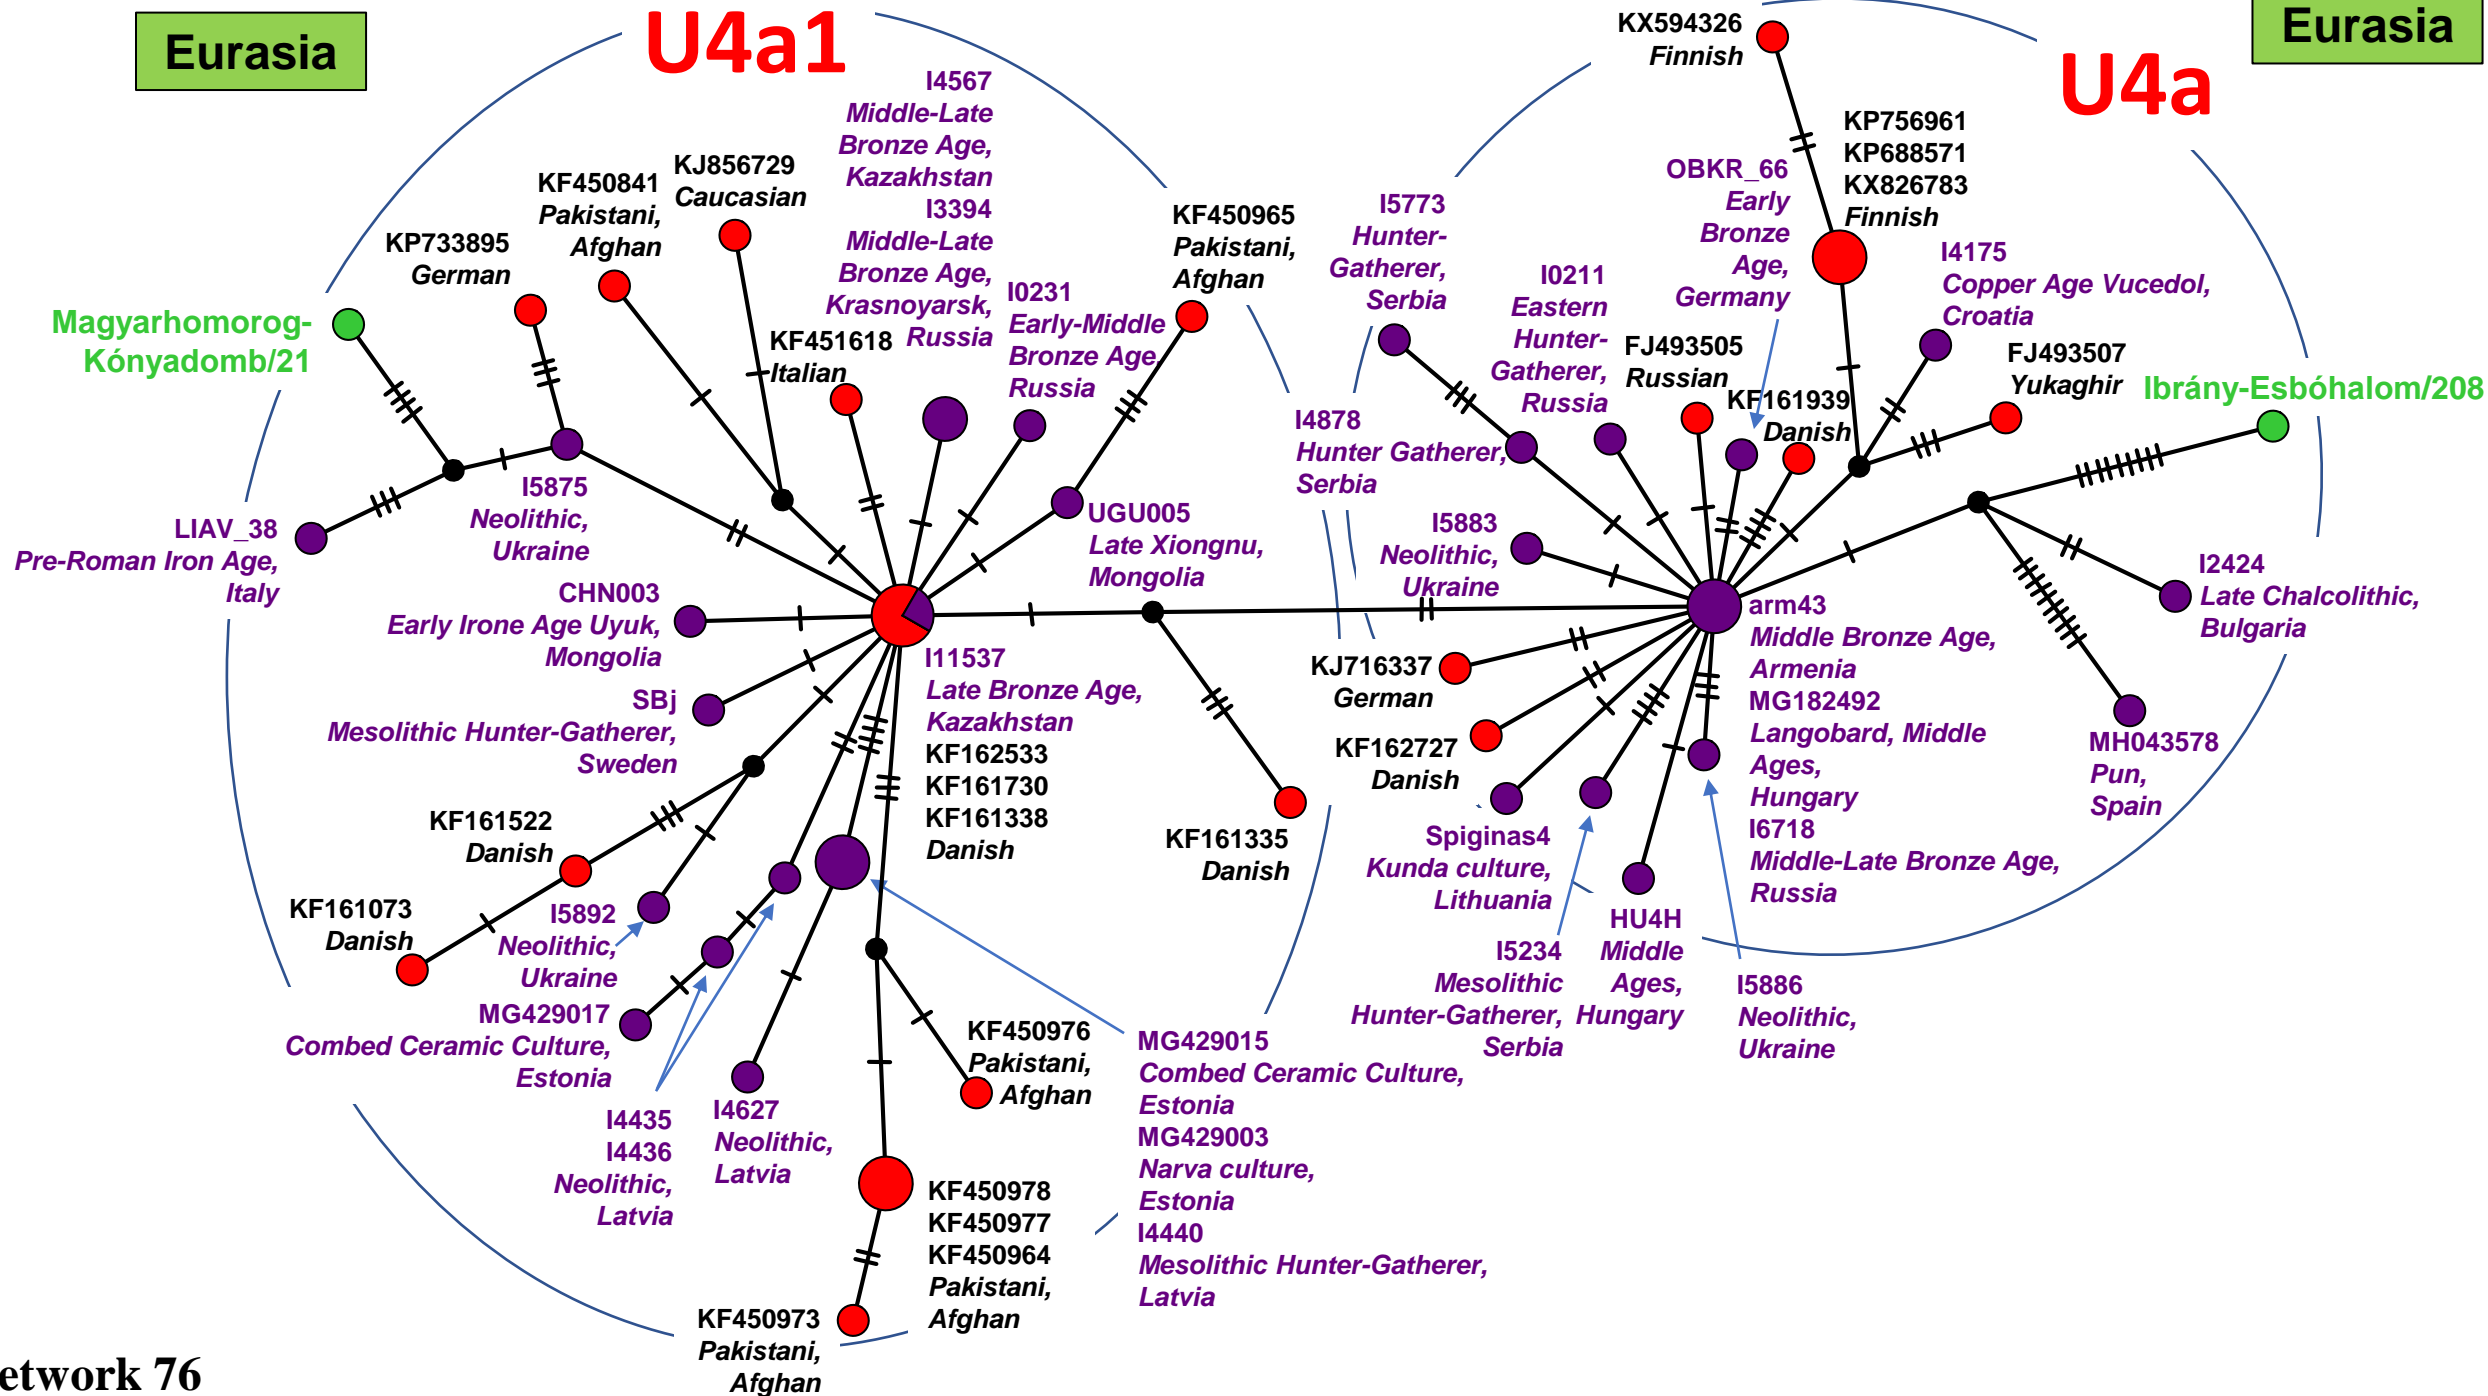 Eurasia
U4a1
Eurasia
U4a
I4567
Middle-Late
Bronze Age,
Kazakhstan
I3394
Middle-Late
Bronze Age,
Krasnoyarsk,
Russia
KJ856729
Caucasian
KF450841
Pakistani,
Afghan
KP733895
German
Magyarhomorog-
Kónyadomb/21
KF451618
Italian
I0231
Early-Middle
Bronze Age,
Russia
KF450965
Pakistani,
Afghan
LIAV_38
Pre-Roman Iron Age,
Italy
I5875
Neolithic,
Ukraine
UGU005
Late Xiongnu,
Mongolia
CHN003
Early Irone Age Uyuk,
Mongolia
SBj
Mesolithic Hunter-Gatherer,
Sweden
I11537
Late Bronze Age,
Kazakhstan
KF162533
KF161730
KF161338
Danish
KF161522
Danish
KF161073
Danish
I5892
Neolithic,
Ukraine
MG429017
Combed Ceramic Culture,
Estonia
I4435
I4436
Neolithic,
Latvia
I4627
Neolithic,
Latvia
KF450976
Pakistani,
Afghan
KF450978
KF450977
KF450964
Pakistani,
Afghan
KF450973
Pakistani,
Afghan
MG429015
Combed Ceramic Culture,
Estonia
MG429003
Narva culture,
Estonia
I4440
Mesolithic Hunter-Gatherer,
Latvia
KF161335
Danish
KX594326
Finnish
KP756961
KP688571
KX826783
Finnish
OBKR_66
Early
Bronze
Age,
Germany
I5773
Hunter-
Gatherer,
Serbia
I0211
Eastern
Hunter-
Gatherer,
Russia
FJ493505
Russian
KF161939
Danish
I4175
Copper Age Vucedol,
Croatia
FJ493507
Yukaghir
Ibrány-Esbóhalom/208
I4878
Hunter Gatherer,
Serbia
I5883
Neolithic,
Ukraine
I2424
Late Chalcolithic,
Bulgaria
MH043578
Pun,
Spain
arm43
Middle Bronze Age,
Armenia
MG182492
Langobard, Middle
Ages,
Hungary
I6718
Middle-Late Bronze Age,
Russia
KJ716337
German
KF162727
Danish
Spiginas4
Kunda culture,
Lithuania
I5234
Mesolithic
Hunter-Gatherer,
Serbia
HU4H
Middle
Ages,
Hungary
I5886
Neolithic,
Ukraine
etwork 76